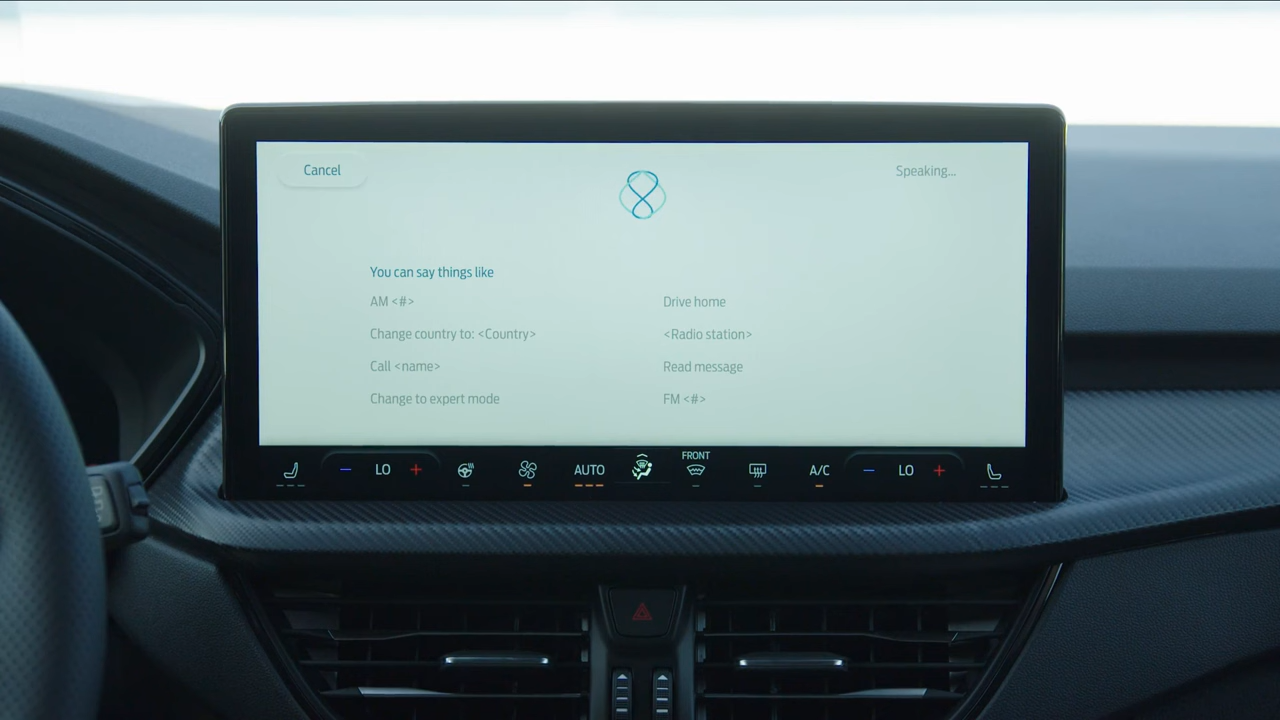 Cancel
Speaking...
You can say things like
AM <#>
Drive home
Change country to: <Country>
<Radio station>
Call <name>
Read message
Change to expert mode
FM <#>
FRONT
LO
AUTO
A/C
LO